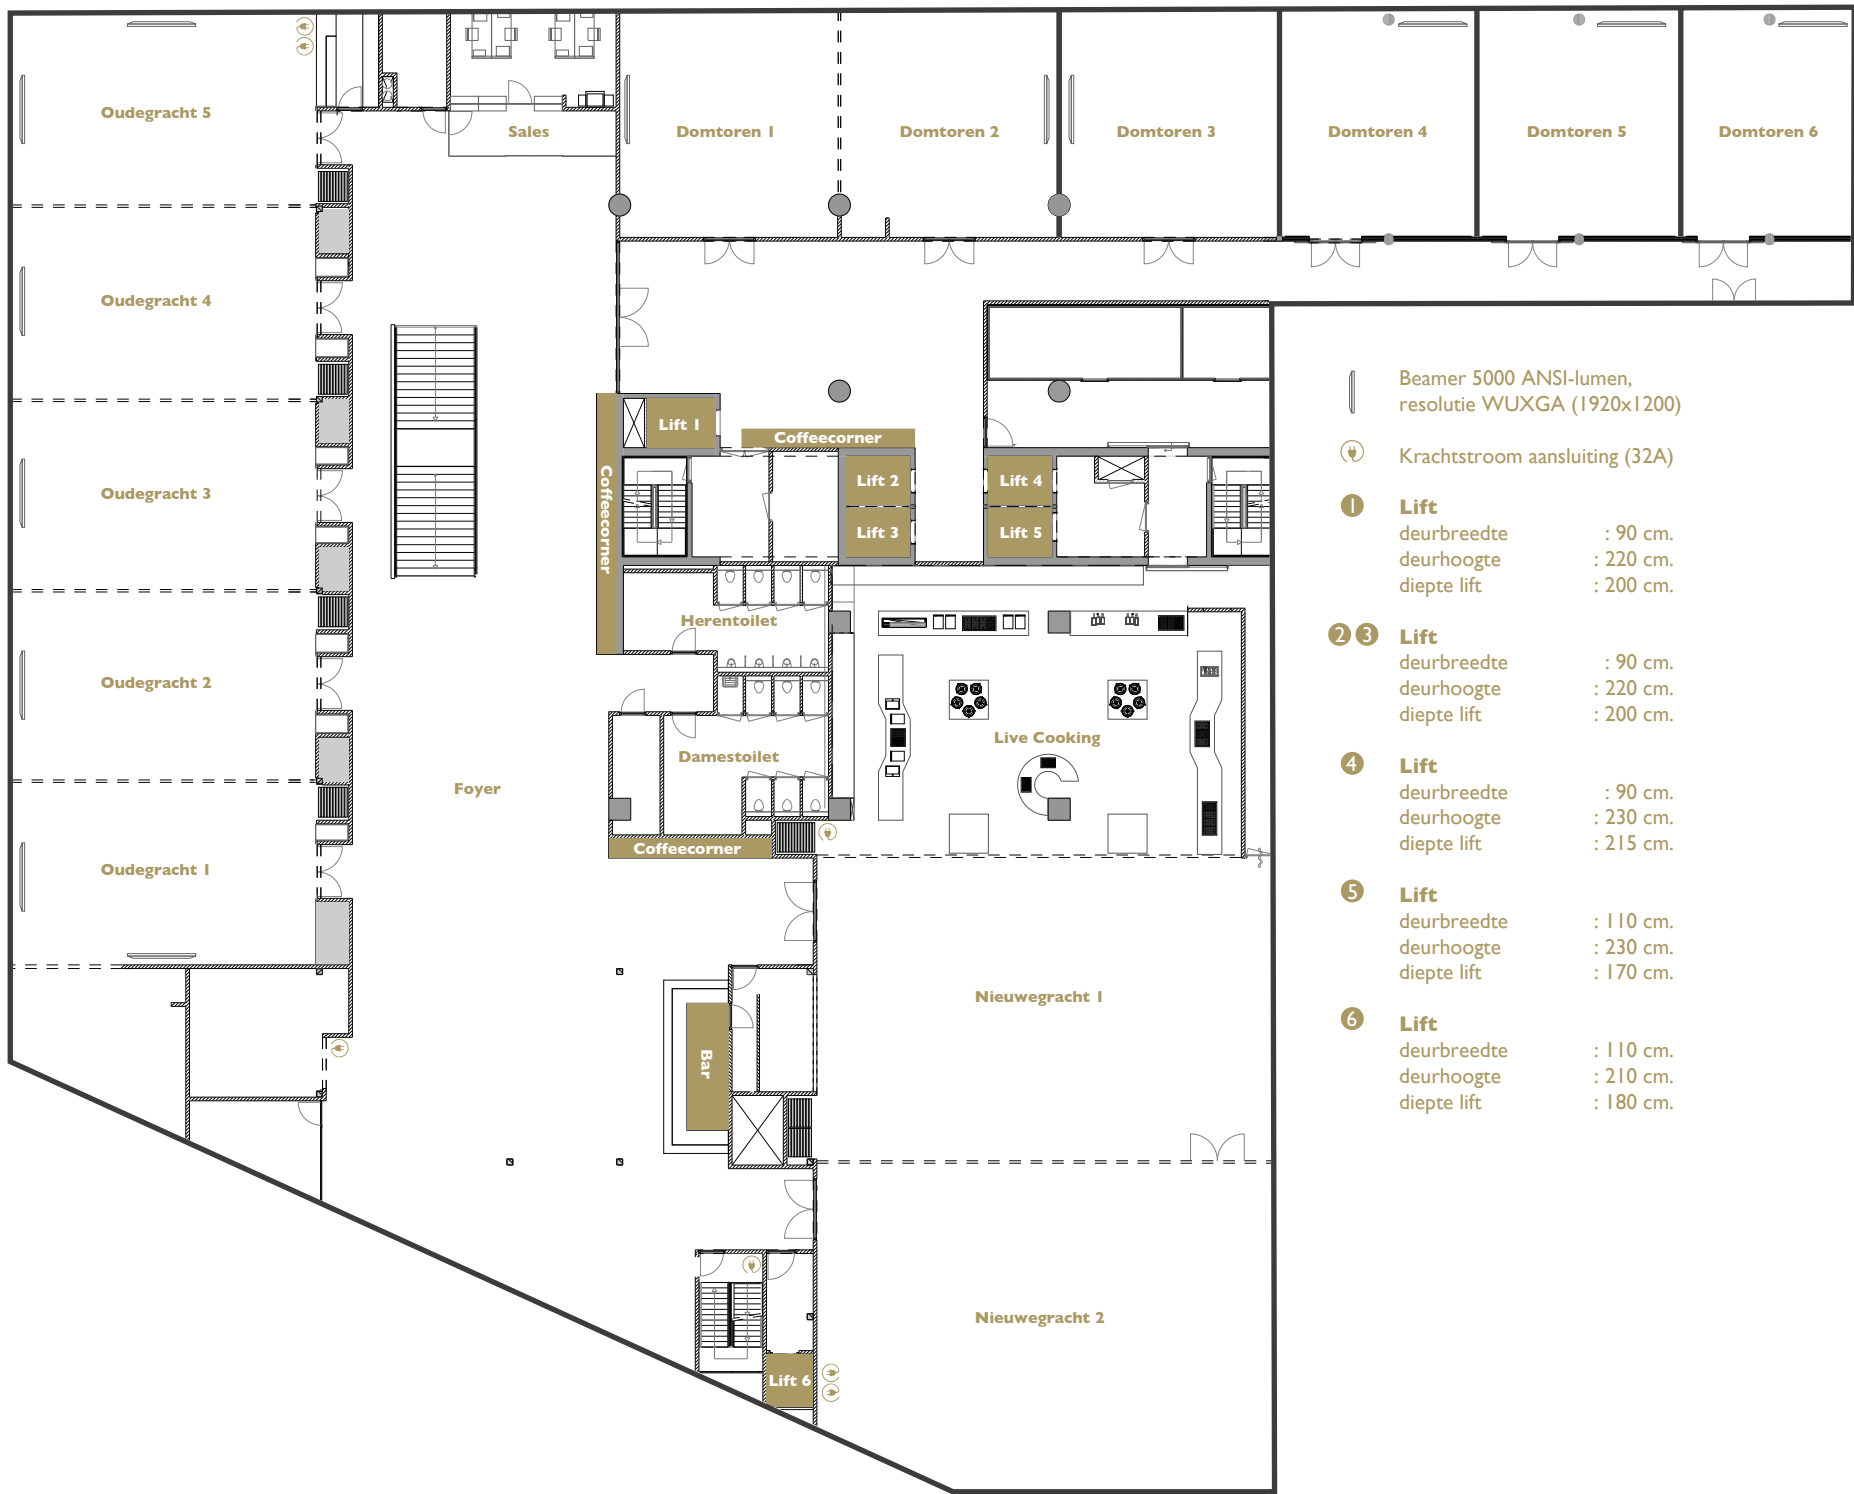 Oudegracht 5
Sales
Domtoren 1
Domtoren 2
Domtoren 3
Domtoren 4
Domtoren 5
Domtoren 6
Oudegracht 4
Oudegracht 3
Oudegracht 2
Oudegracht 1
Foyer
Lift 1
Coffeecorner
Coffeecorner
Lift 2
Lift 3
Lift 4
Lift 5
Herentoilet
Damestoilet
Coffeecorner
Live Cooking
Nieuwegracht 1
Bar
Nieuwegracht 2
Lift 6
Beamer 5000 ANSI-lumen,
resolutie WUXGA (1920x1200)
Krachtstroom aansluiting (32A)
1 Lift
deurbreedte : 90 cm.
deurhoogte : 220 cm.
diepte lift : 200 cm.
2 3 Lift
deurbreedte : 90 cm.
deurhoogte : 220 cm.
diepte lift : 200 cm.
4 Lift
deurbreedte : 90 cm.
deurhoogte : 230 cm.
diepte lift : 215 cm.
5 Lift
deurbreedte : 110 cm.
deurhoogte : 230 cm.
diepte lift : 170 cm.
6 Lift
deurbreedte : 110 cm.
deurhoogte : 210 cm.
diepte lift : 180 cm.